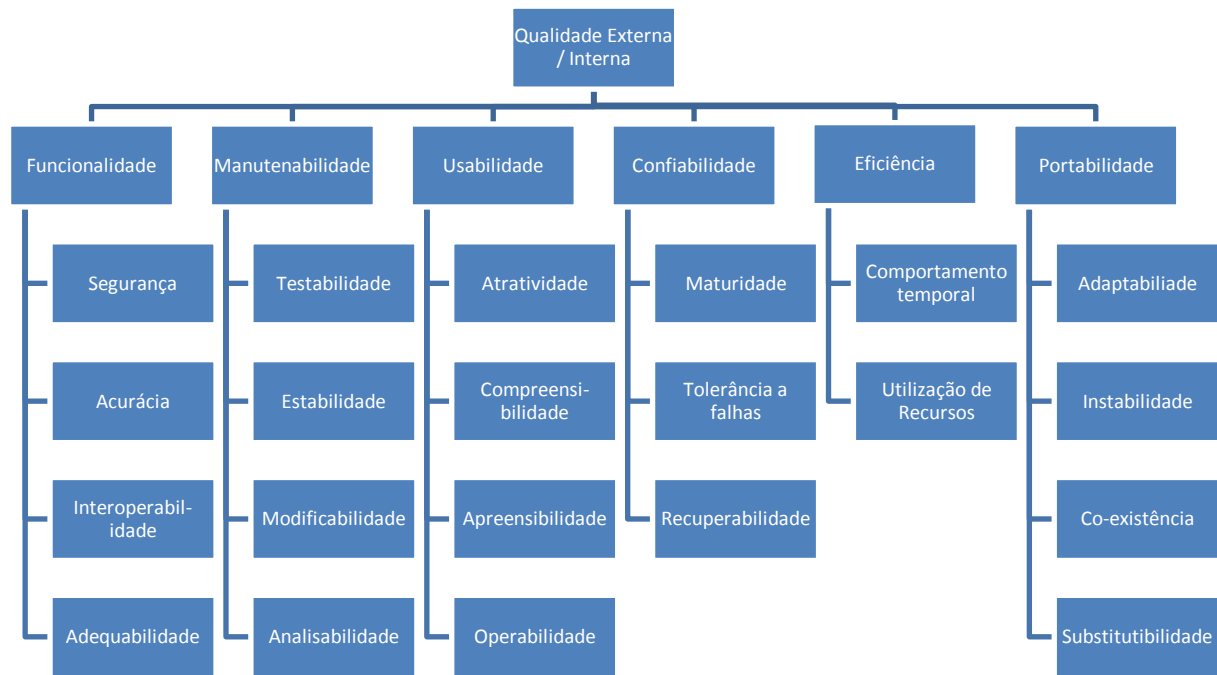 Qualidade Externa
/ Interna
Funcionalidade
Manutenabilidade
Usabilidade
Confiabilidade
Eficiência
Portabilidade
Segurança
Testabilidade
Atratividade
Maturidade
Comportamento
temporal
Adaptabiliade
Acurácia
Estabilidade
Compreensi-
bilidade
Tolerância a
falhas
Utilização de
Recursos
Instabilidade
Interoperabil-
idade
Modificabilidade
Apreensibilidade
Recuperabilidade
Co-existência
Adequabilidade
Analisabilidade
Operabilidade
Substitutibilidade